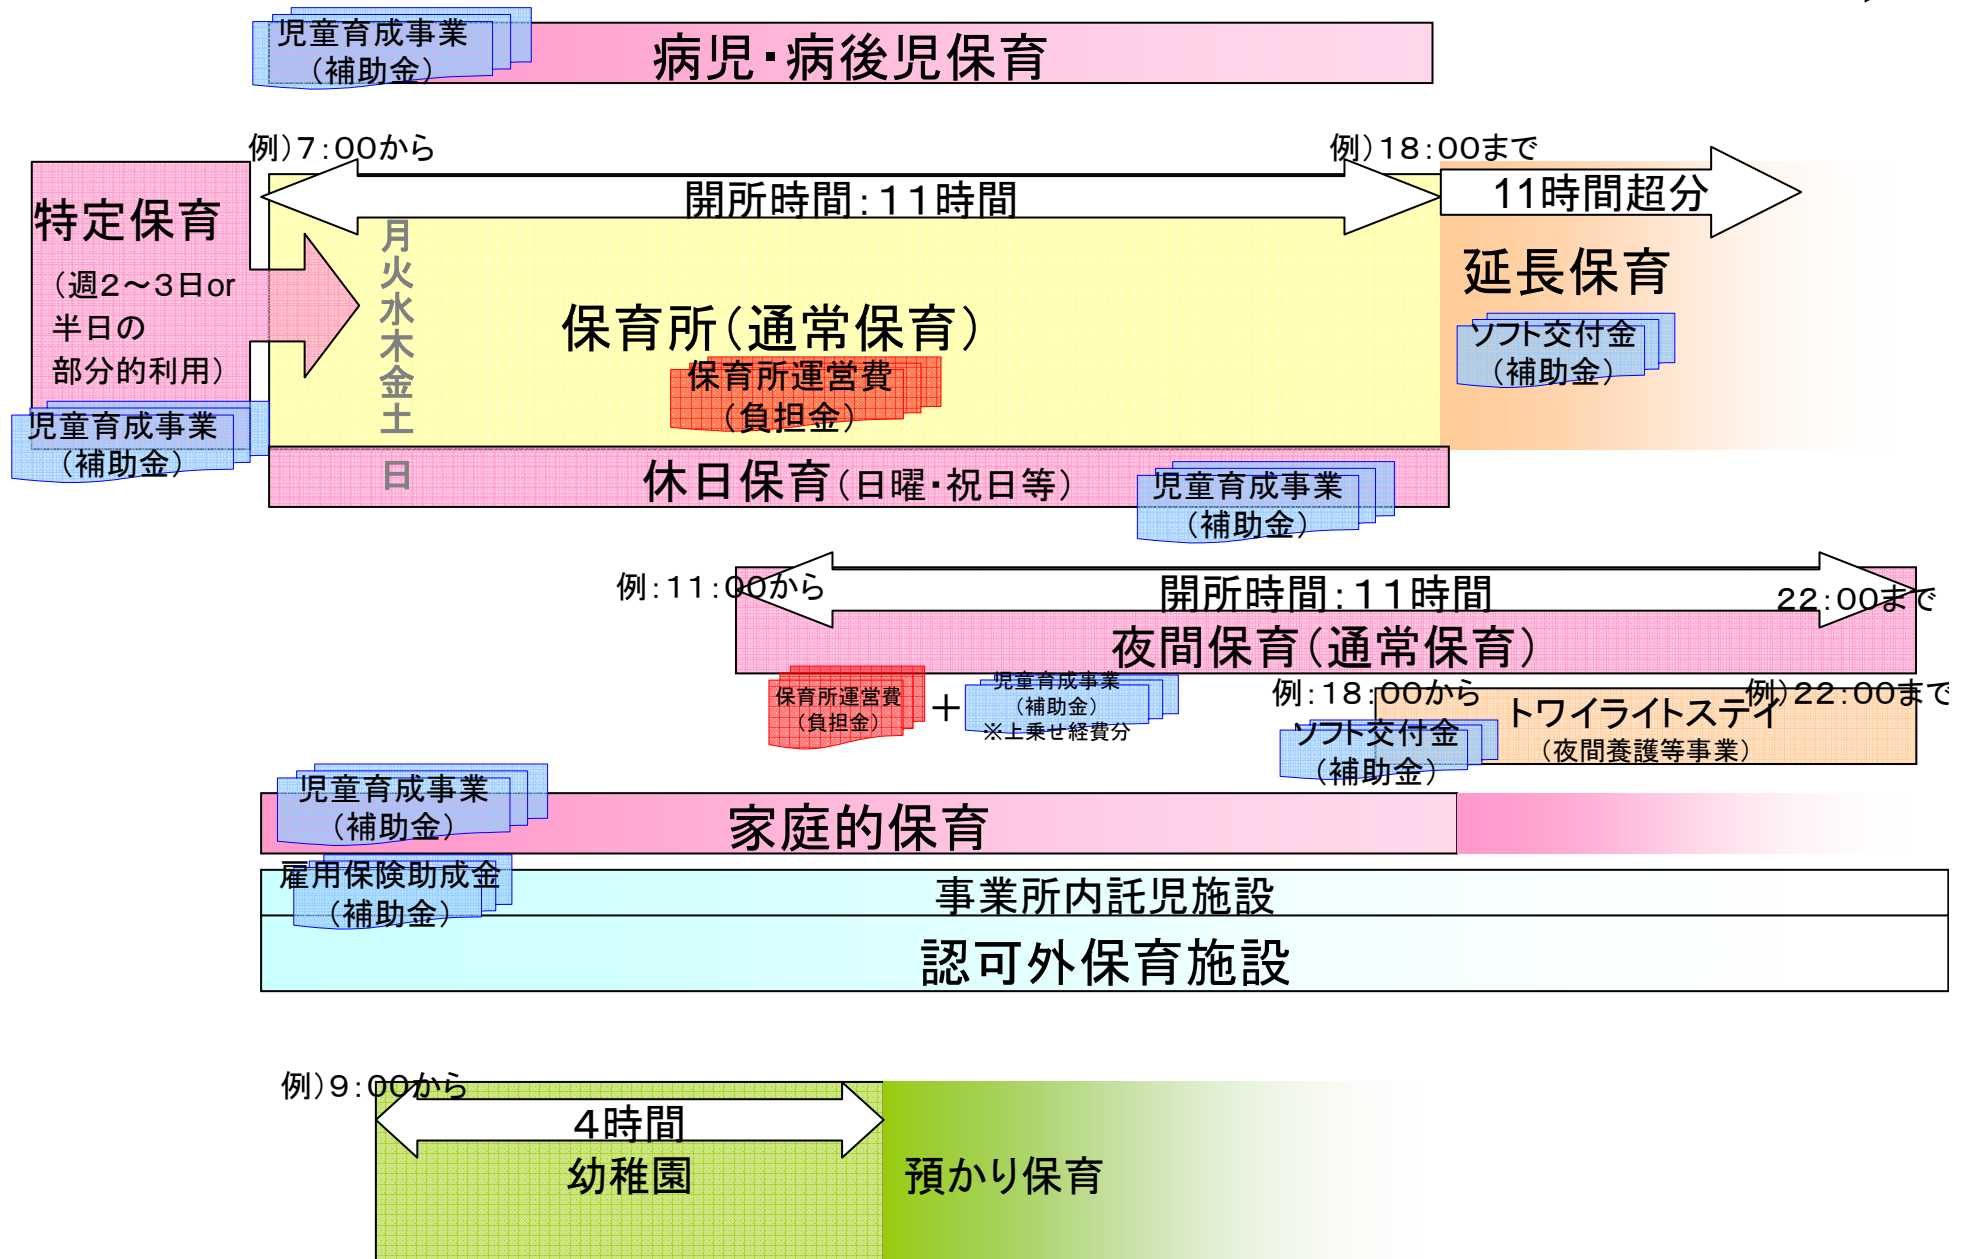 児童育成事業
（補助金）
病児・病後児保育
例）７：００から
例）１８：００まで
開所時間：１１時間
１１時間超分
特定保育
（週２～３日or
半日の
部分的利用）
児童育成事業
（補助金）
月
火
水
木
金
土
日
保育所（通常保育）
保育所運営費
（負担金）
延長保育
ソフト交付金
（補助金）
休日保育（日曜・祝日等）
児童育成事業
（補助金）
例：１１：００から
開所時間：１１時間
２２：００まで
夜間保育（通常保育）
保育所運営費
（負担金）
＋
児童育成事業
（補助金）
※上乗せ経費分
例：１８：００から
例）２２：００まで
トワイライトステイ
（夜間養護等事業）
ソフト交付金
（補助金）
児童育成事業
（補助金）
家庭的保育
雇用保険助成金
（補助金）
事業所内託児施設
認可外保育施設
例）９：００から
４時間
幼稚園
預かり保育